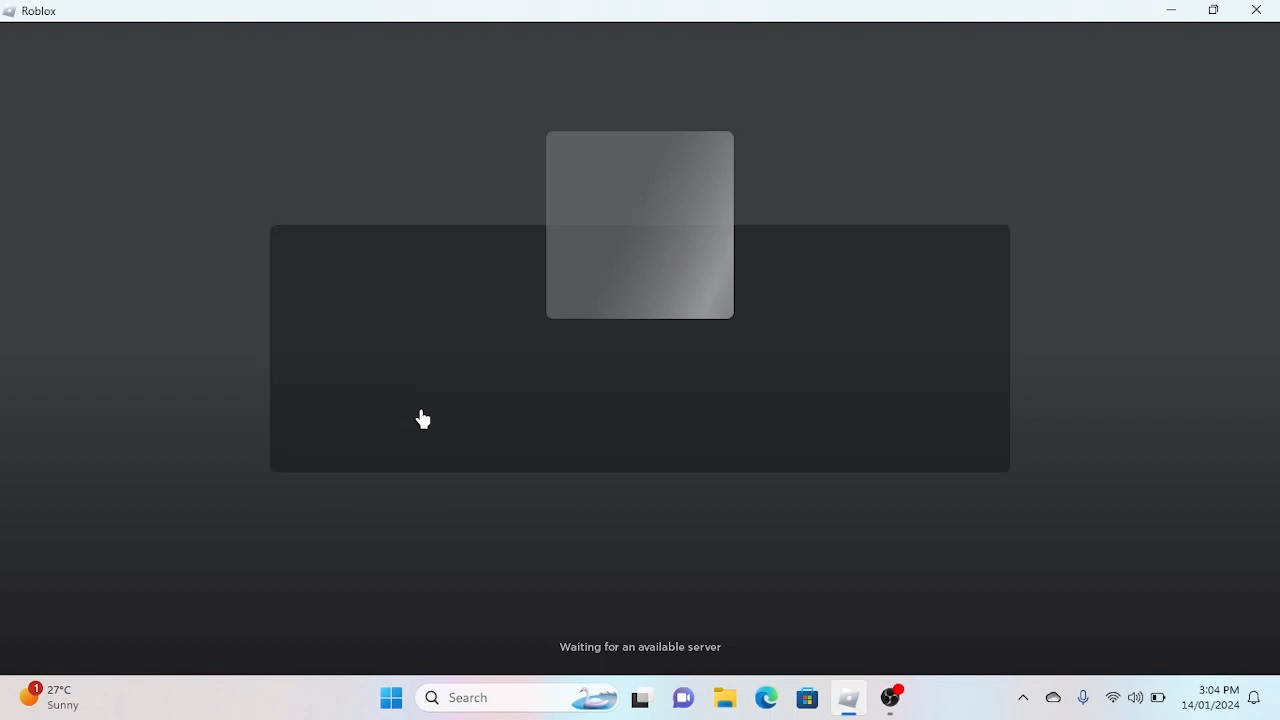 Roblox
Waiting for an available server
1
27°C
Sunny
Search
3:04 PM
14/01/2024